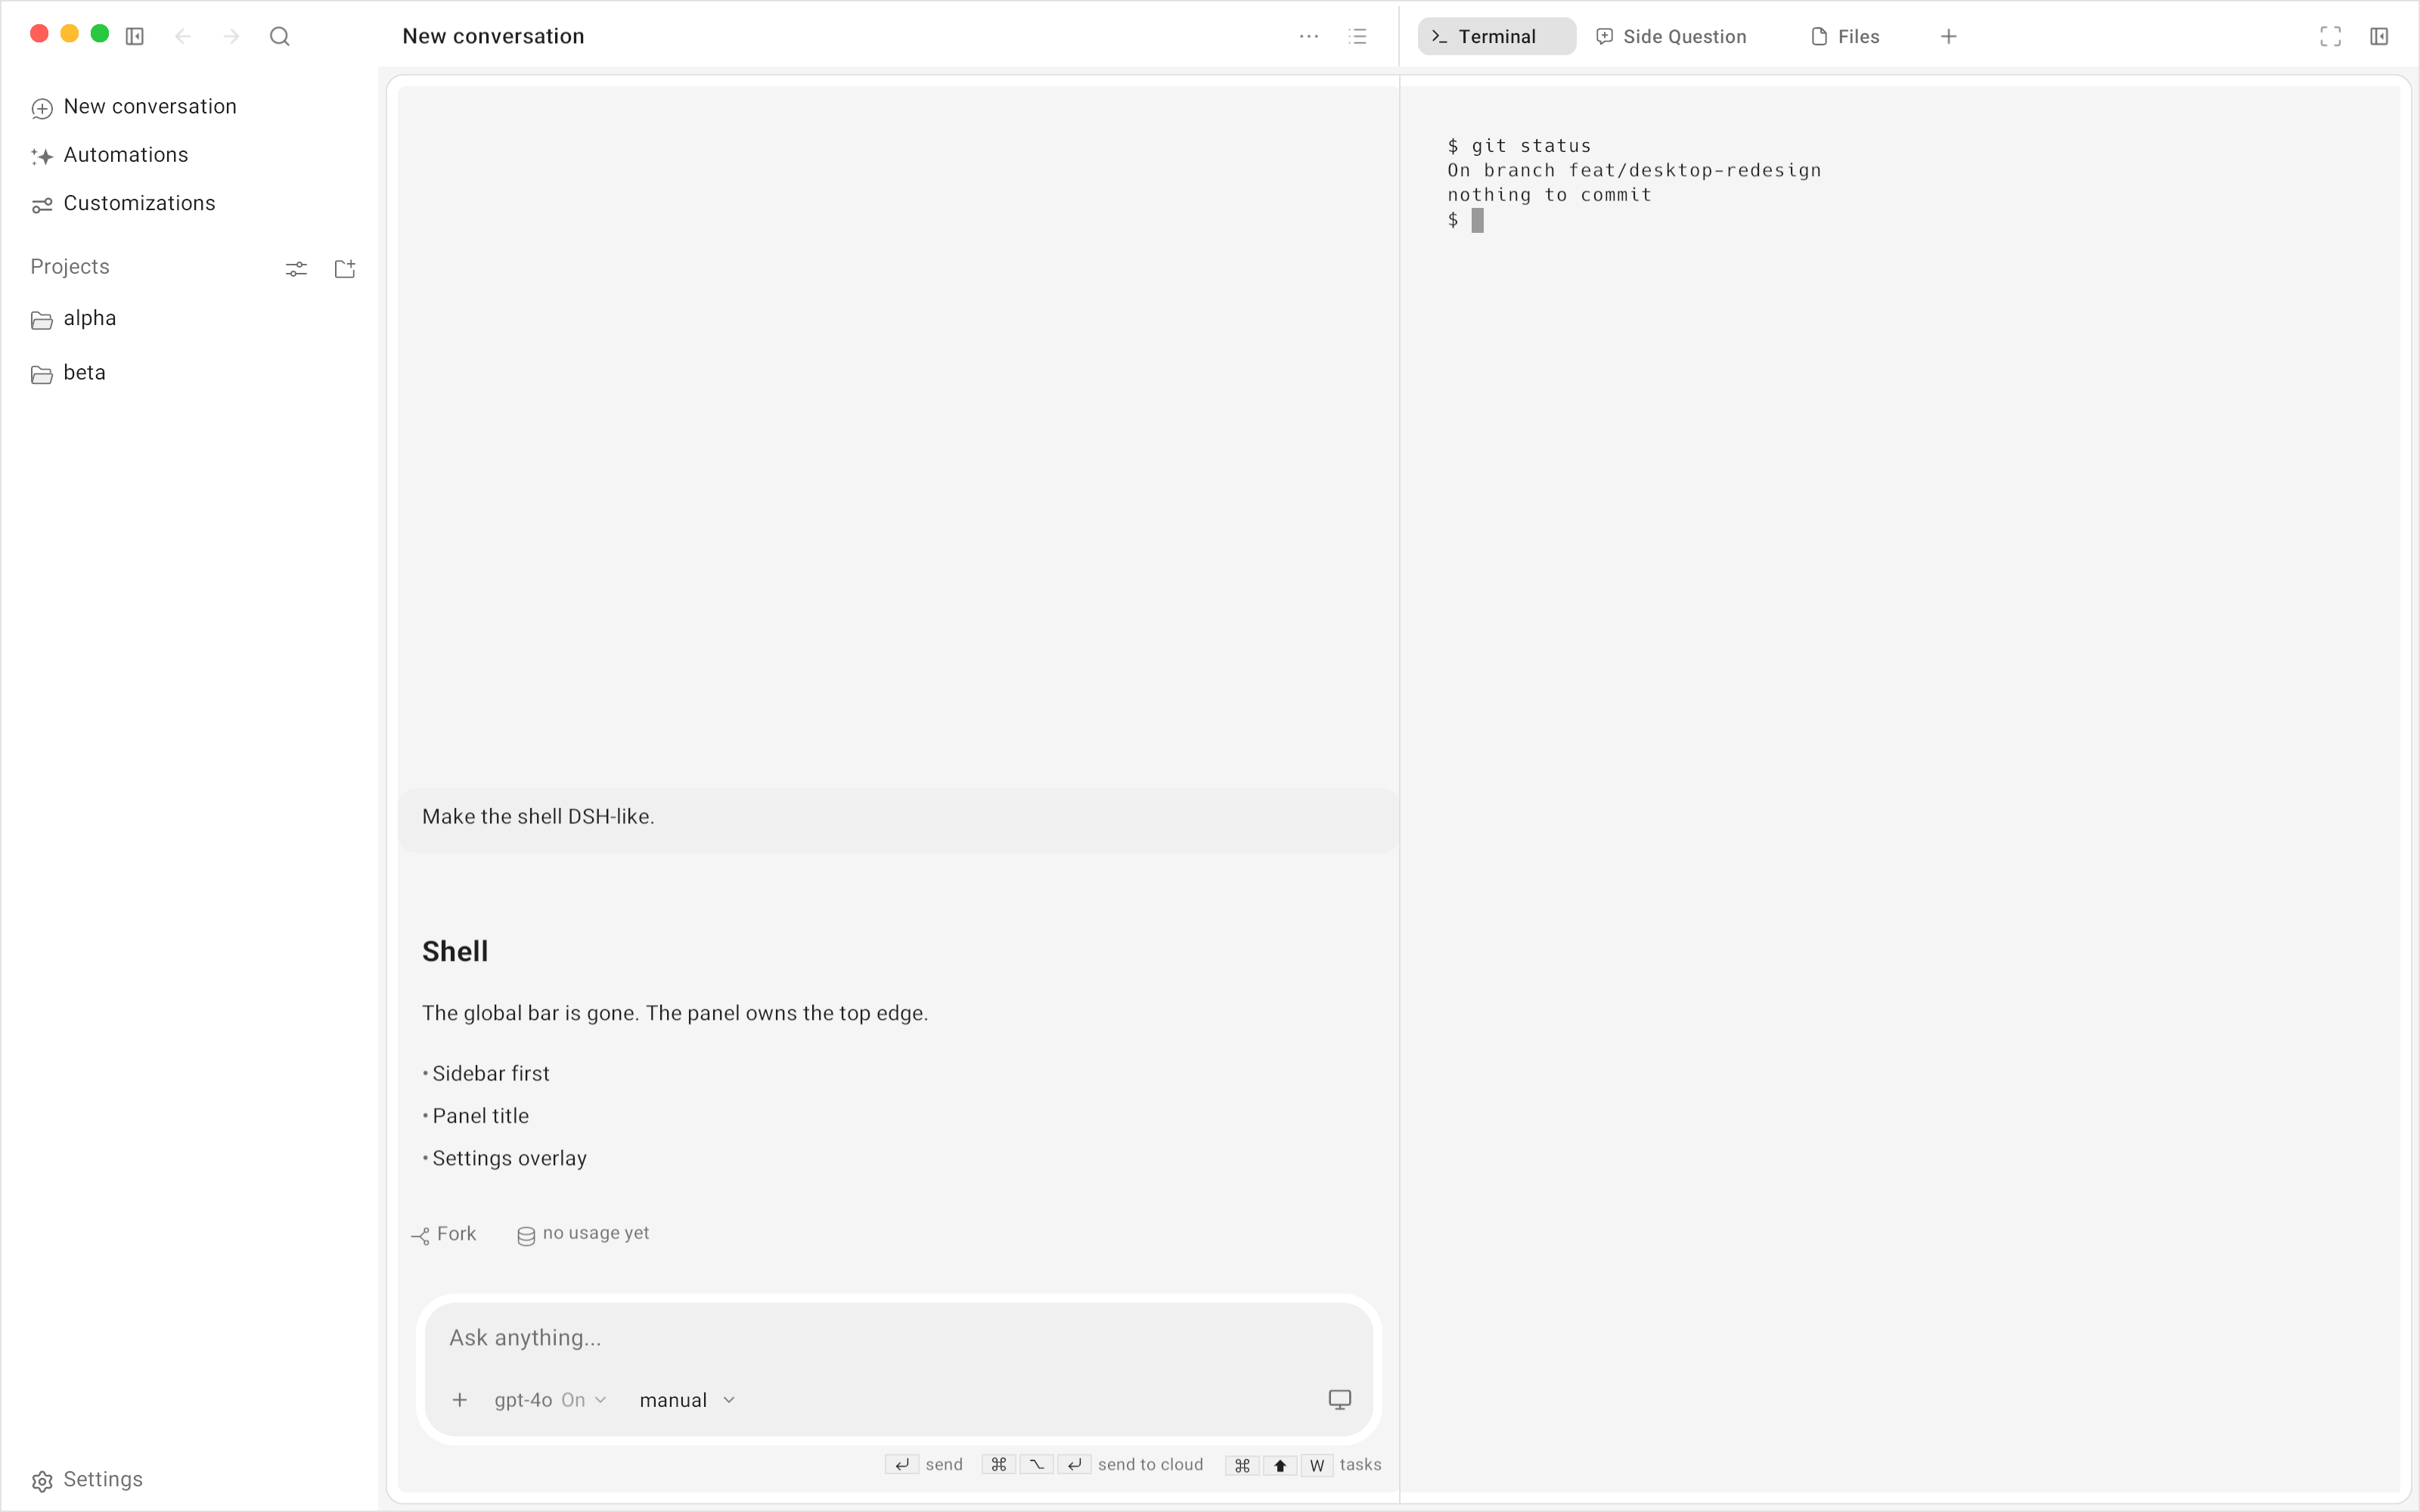 New conversation
Terminal
Side Question
Files
New conversation
Automations
Customizations
Projects
alpha
beta
Settings
Make the shell DSH-like.
Shell
The global bar is gone. The panel owns the top edge.
• Sidebar first
• Panel title
• Settings overlay
Fork
no usage yet
Ask anything...
gpt-4o On
manual
send
send to cloud
W tasks
$ git status
On branch feat/desktop-redesign
nothing to commit
$